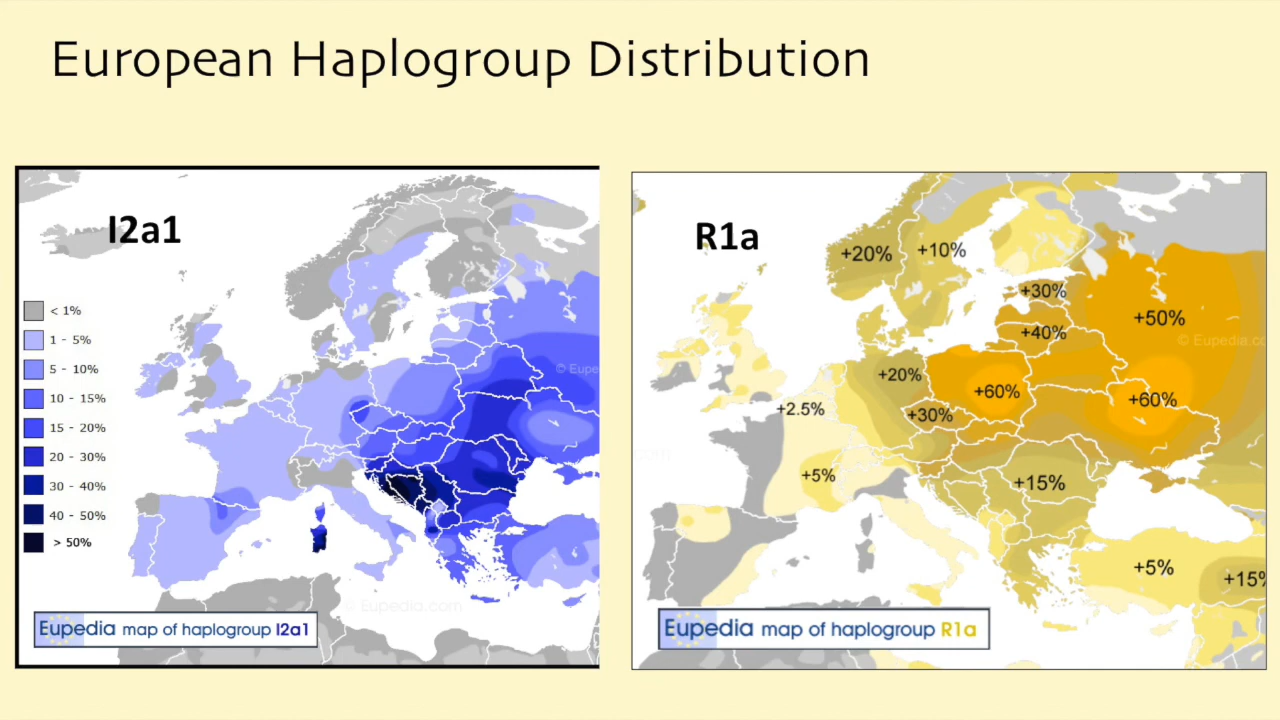 European Haplogroup Distribution
I2a1
< 1%
1 - 5%
5 - 10%
10 - 15%
15 - 20%
20 - 30%
30 - 40%
40 - 50%
> 50%
© Eupe
© Eupedia.com
Eupedia map of haplogroup I2a1
R1a
+20%
+10%
+30%
+40%
+50%
© Eupedia.co
+20%
+60%
+60%
+2.5%
+30%
+5%
+15%
+5%
+15%
Eupedia map of haplogroup R1a